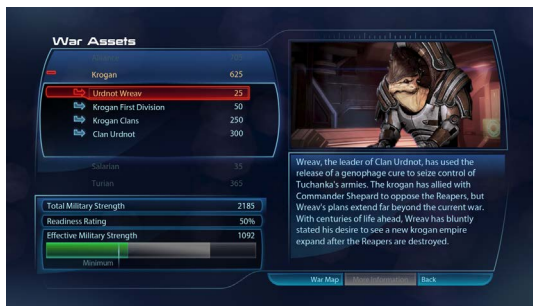 War Assets
Krogan 625
Urdnot Wreav 25
Krogan First Division 50
Krogan Clans 250
Clan Urdnot 300
Salarian 35
Turian 365
Total Military Strength 2185
Readiness Rating 50%
Effective Military Strength 1092
Minimum
Wreav, the leader of Clan Urdnot, has used the
release of a genophage cure to seize control of
Tuchanka's armies. The krogan has allied with
Commander Shepard to oppose the Reapers, but
Wreav's plans extend far beyond the current war.
With centuries of life ahead, Wreav has bluntly
stated his desire to see a new krogan empire
expand after the Reapers are destroyed.
War Map More Information Back